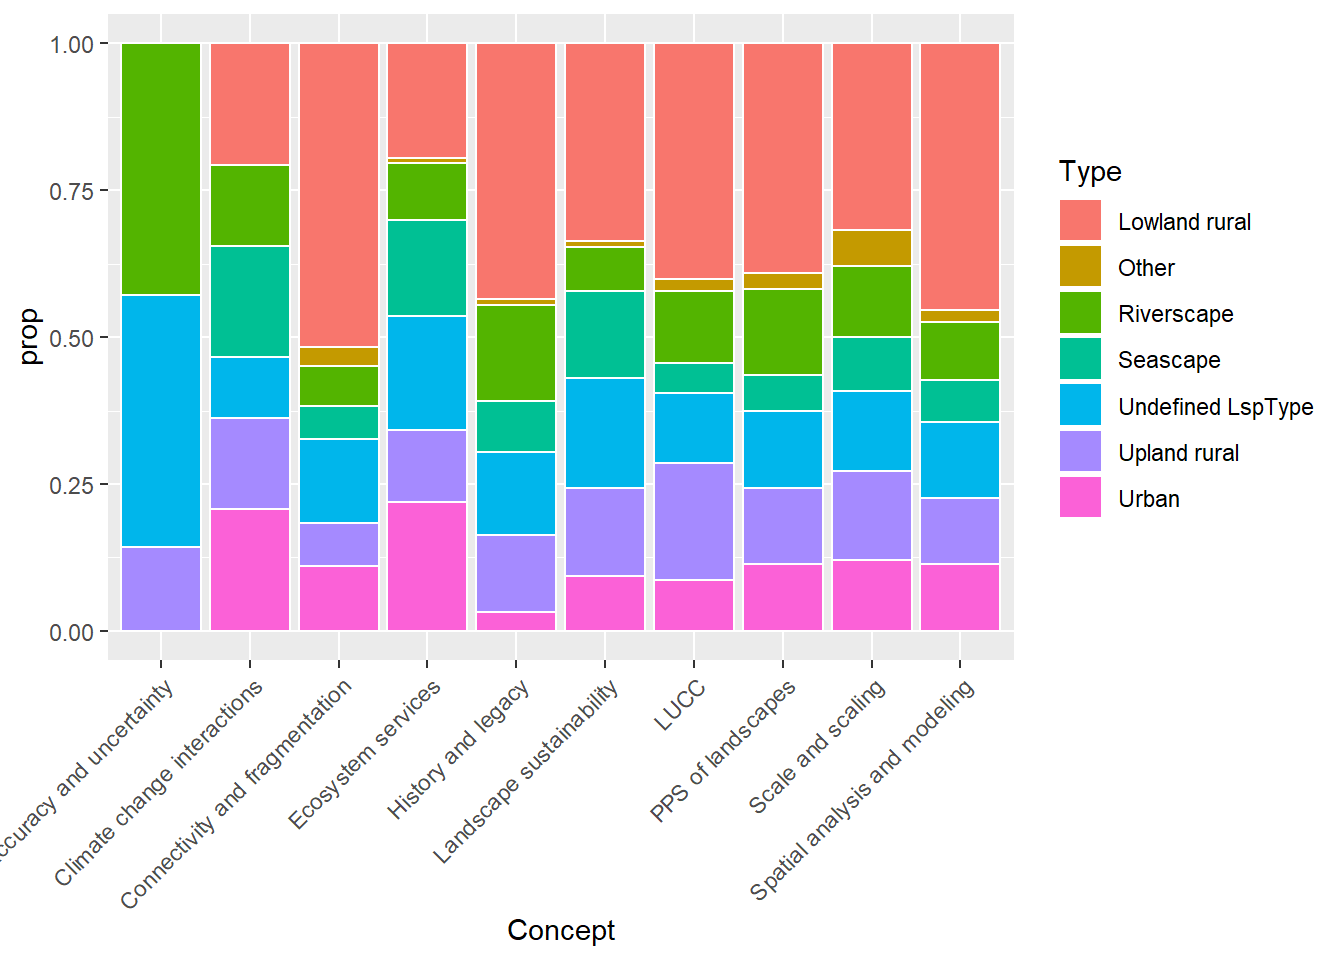 1.00
0.75
0.50
0.25
0.00
prop
ccuracy and uncertainty
Climate change interactions
Connectivity and fragmentation
Ecosystem services
History and legacy
Landscape sustainability
LUCC
PPS of landscapes
Scale and scaling
Spatial analysis and modeling
Concept
Type
Lowland rural
Other
Riverscape
Seascape
Undefined LspType
Upland rural
Urban